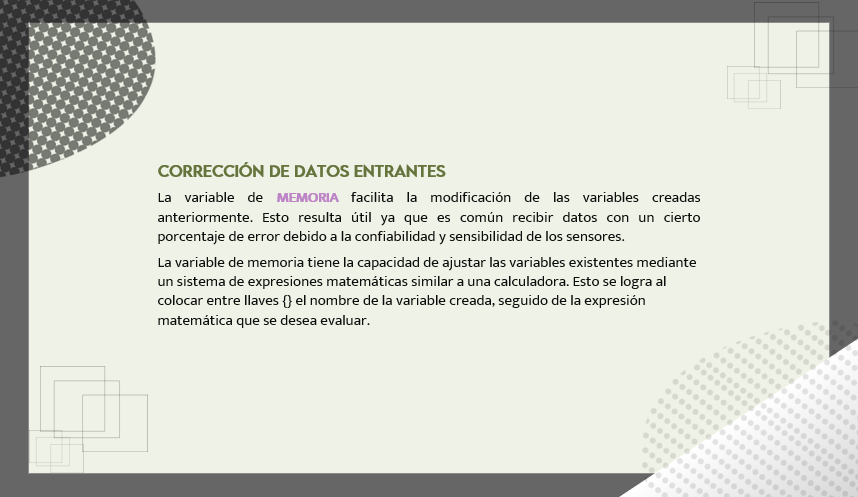 CORRECCIÓN DE DATOS ENTRANTES
La variable de MEMORIA facilita la modificación de las variables creadas
anteriormente. Esto resulta útil ya que es común recibir datos con un cierto
porcentaje de error debido a la confiabilidad y sensibilidad de los sensores.
La variable de memoria tiene la capacidad de ajustar las variables existentes mediante
un sistema de expresiones matemáticas similar a una calculadora. Esto se logra al
colocar entre llaves {} el nombre de la variable creada, seguido de la expresión
matemática que se desea evaluar.